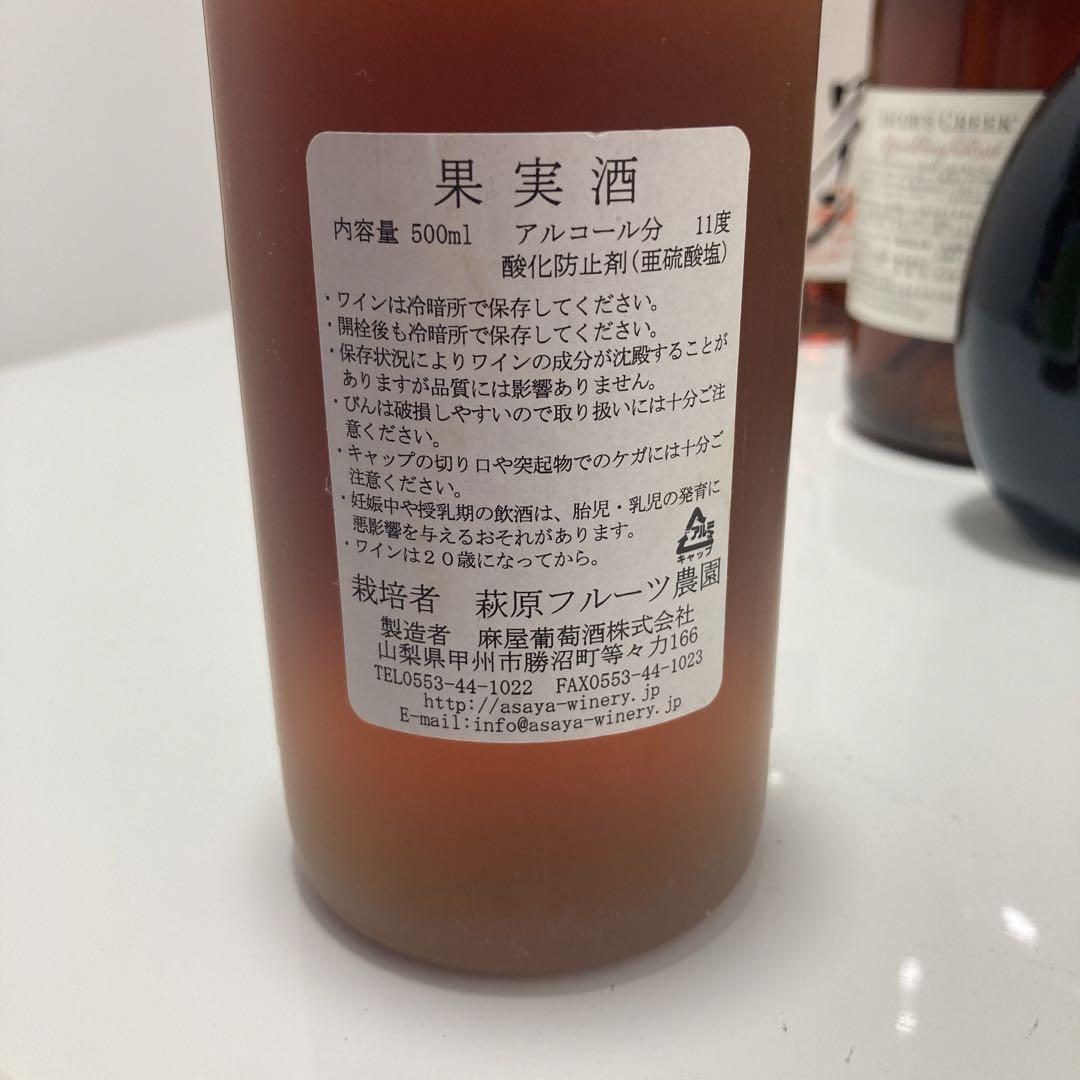 果実酒
内容量 500ml アルコール分 11度
酸化防止剤(亜硫酸塩)
・ワインは冷暗所で保存してください。
・開栓後も冷暗所で保存してください。
・保存状況によりワインの成分が沈殿することが
ありますが品質には影響ありません。
・びんは破損しやすいので取り扱いには十分ご注
意ください。
・キャップの切り口や突起物でのケガには十分ご
注意ください。
・妊娠中や授乳期の飲酒は、胎児・乳児の発育に
悪影響を与えるおそれがあります。
・ワインは20歳になってから。
アルミ
キャップ
栽培者 萩原フルーツ農園
製造者 麻屋葡萄酒株式会社
山梨県甲州市勝沼町等々力166
TEL0553-44-1022 FAX0553-44-1023
http://asaya-winery.jp
E-mail:info@asaya-winery.jp
CREEK